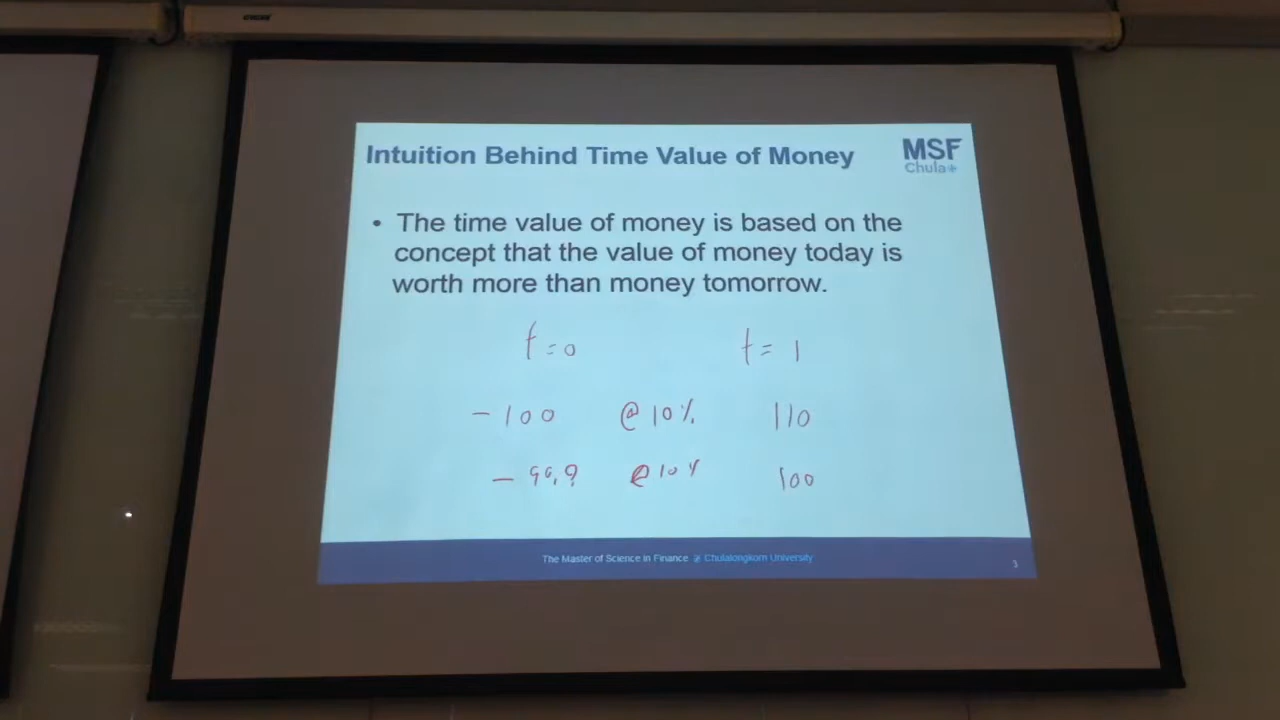 Intuition Behind Time Value of Money
MSF
Chula+
• The time value of money is based on the
concept that the value of money today is
worth more than money tomorrow.
t=0 t=1
-100 @10% 110
- 90.9 @10% 100
The Master of Science in Finance @ Chulalongkorn University
3